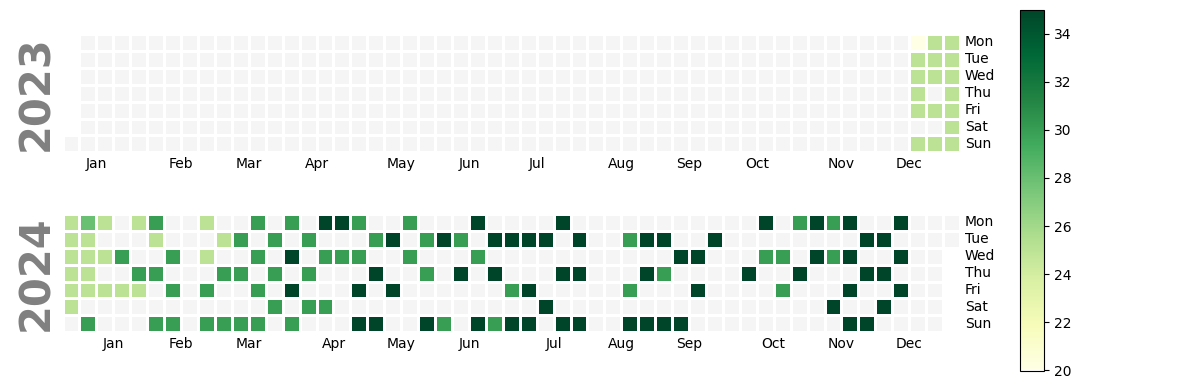 2023
Mon
Tue
Wed
Thu
Fri
Sat
Sun
Jan Feb Mar Apr May Jun Jul Aug Sep Oct Nov Dec
2024
Mon
Tue
Wed
Thu
Fri
Sat
Sun
Jan Feb Mar Apr May Jun Jul Aug Sep Oct Nov Dec
34
32
30
28
26
24
22
20